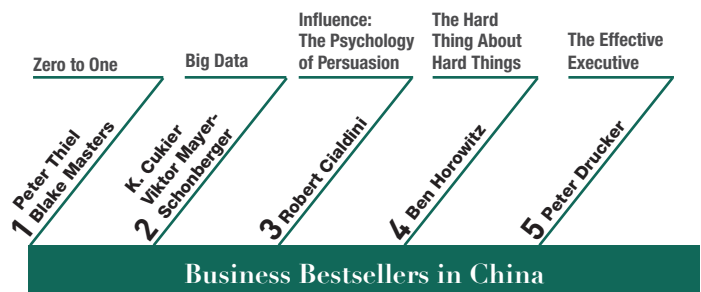 Zero to One
Peter Thiel
Blake Masters
1
Big Data
K. Cukier
Viktor Mayer-
Schonberger
2
Influence:
The Psychology
of Persuasion
Robert Cialdini
3
The Hard
Thing About
Hard Things
Ben Horowitz
4
The Effective
Executive
Peter Drucker
5
Business Bestsellers in China